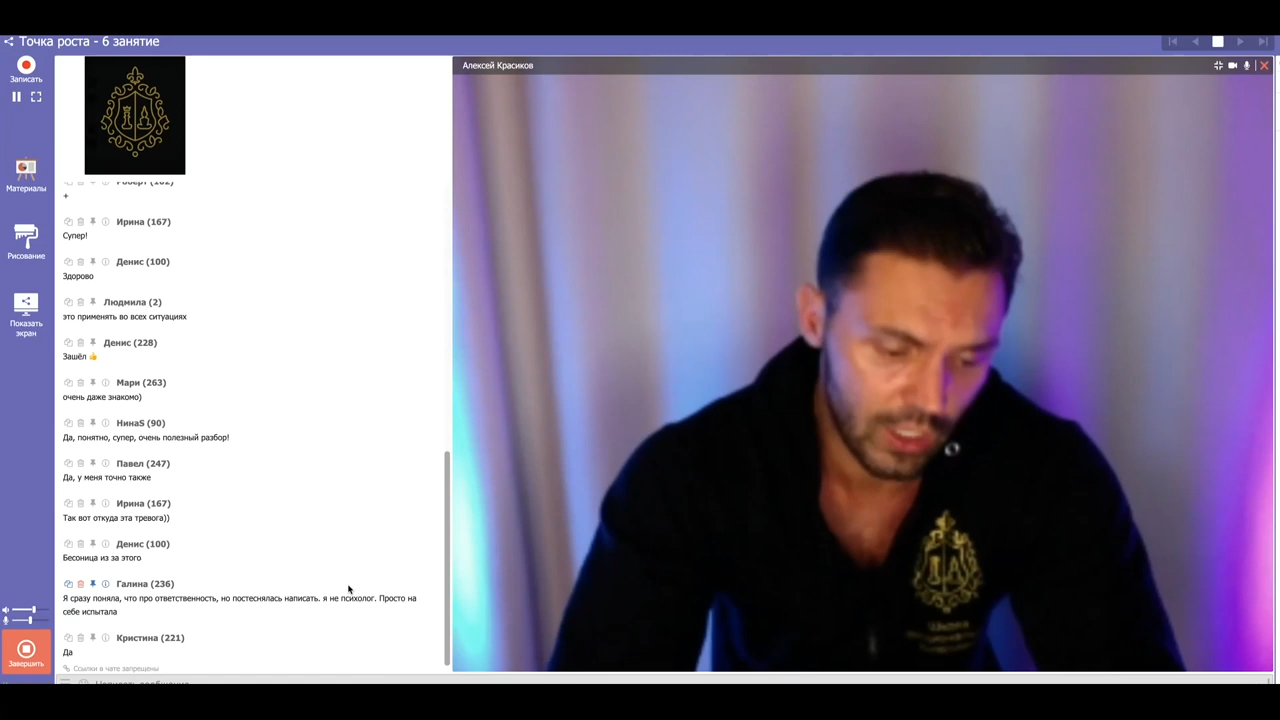 Точка роста - 6 занятие
Записать
Материалы
Рисование
Показать
экран
Завершить
+
Ирина (167)
Супер!
Денис (100)
Здорово
Людмила (2)
это применять во всех ситуациях
Денис (228)
Зашёл 👍
Мари (263)
очень даже знакомо)
НинаS (90)
Да, понятно, супер, очень полезный разбор!
Павел (247)
Да, у меня точно также
Ирина (167)
Так вот откуда эта тревога))
Денис (100)
Бесоница из за этого
Галина (236)
Я сразу поняла, что про ответственность, но постеснялась написать. я не психолог. Просто на
себе испытала
Кристина (221)
Да
Ссылки в чате запрещены
Алексей Красиков